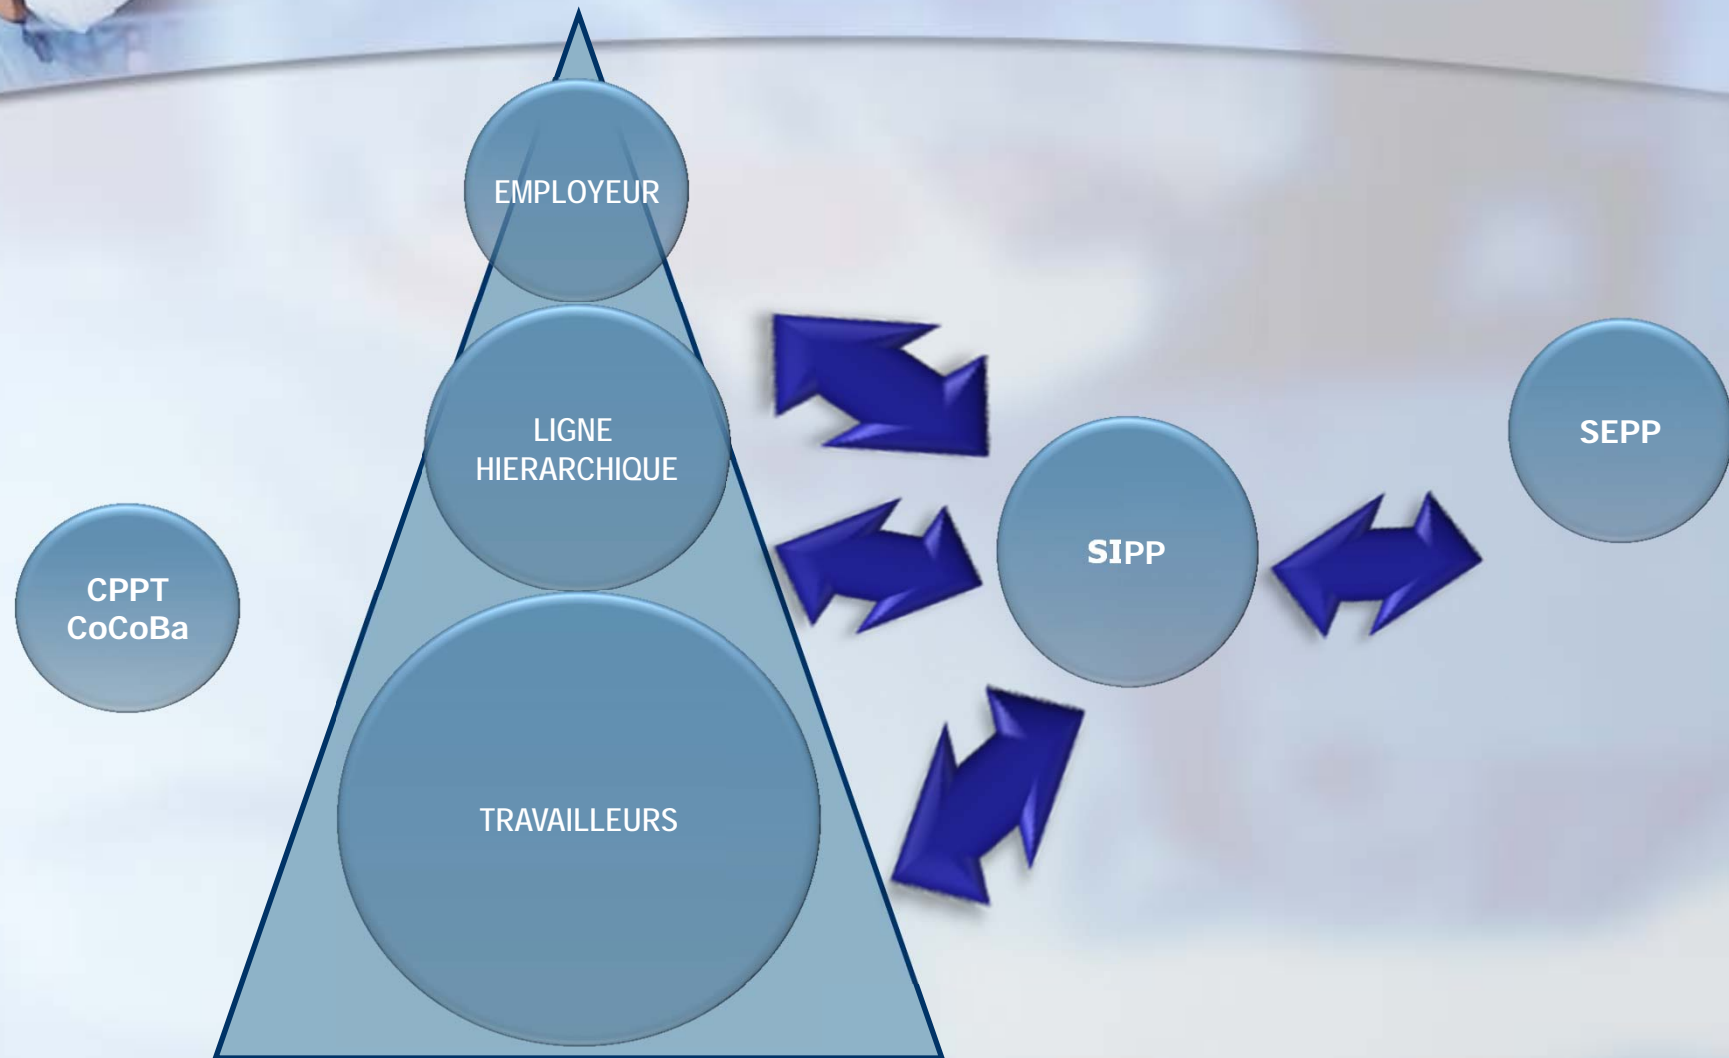 EMPLOYEUR
LIGNE
HIERARCHIQUE
TRAVAILLEURS
CPPT
CoCoBa
SIPP
SEPP